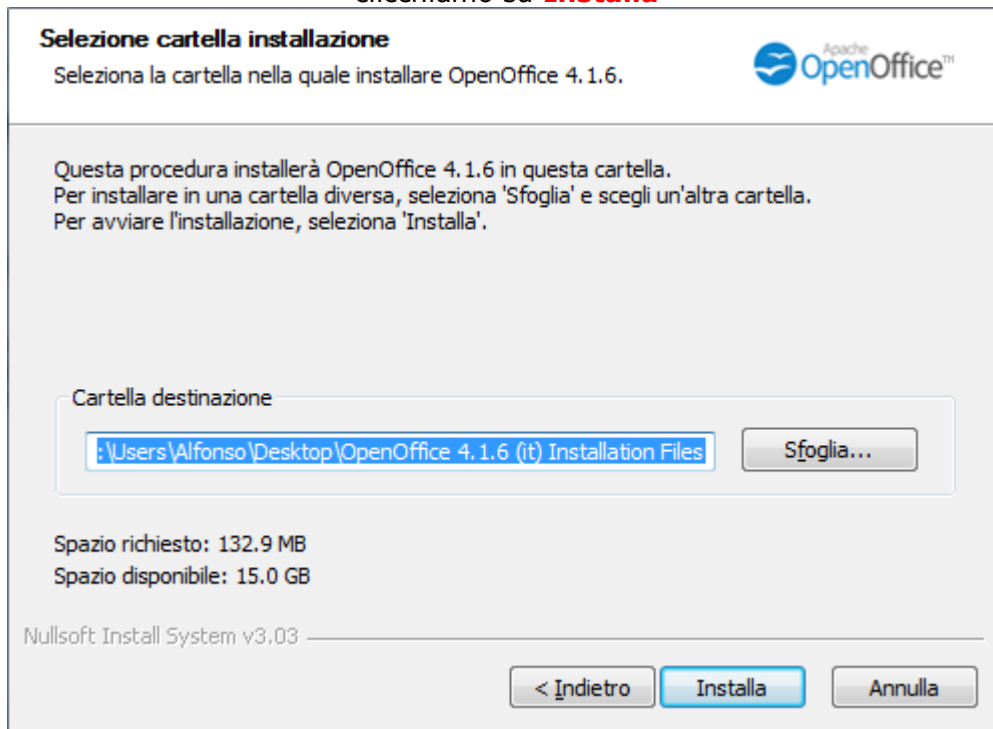 clicchiamo su Installa
Selezione cartella installazione
Seleziona la cartella nella quale installare OpenOffice 4.1.6.
Apache
OpenOffice™
Questa procedura installerà OpenOffice 4.1.6 in questa cartella.
Per installare in una cartella diversa, seleziona 'Sfoglia' e scegli un'altra cartella.
Per avviare l'installazione, seleziona 'Installa'.
Cartella destinazione
:\Users\Alfonso\Desktop\OpenOffice 4.1.6 (it) Installation Files
Sfoglia...
Spazio richiesto: 132.9 MB
Spazio disponibile: 15.0 GB
Nullsoft Install System v3.03
< Indietro
Installa
Annulla